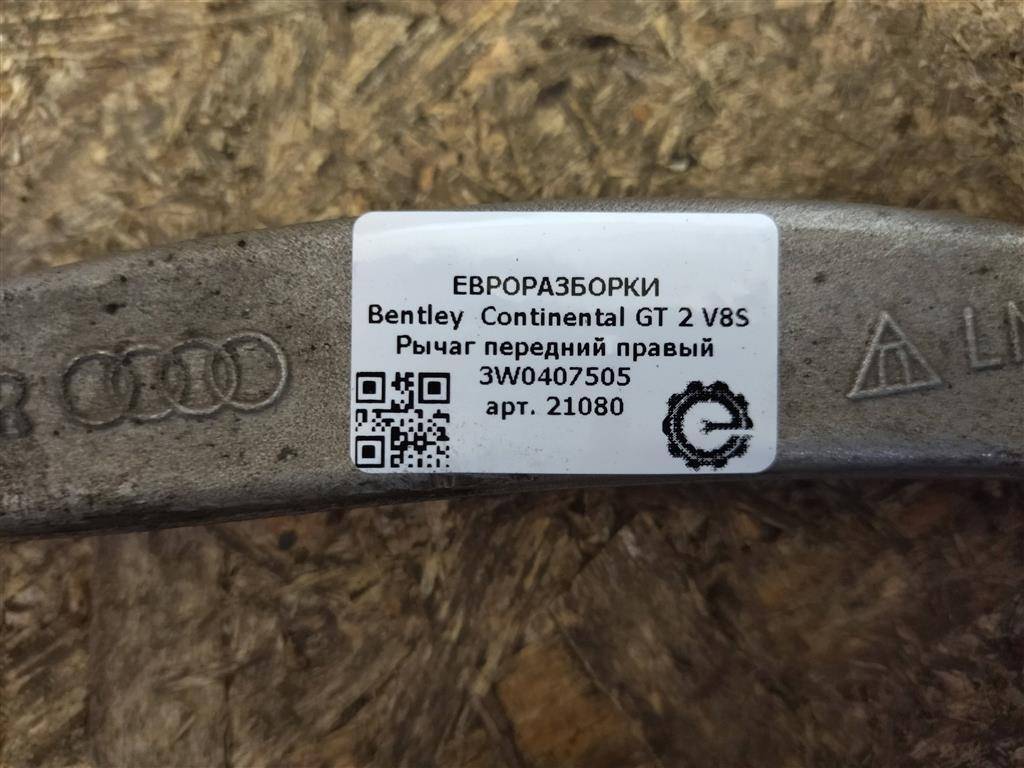 ЕВРОРАЗБОРКИ
Bentley Continental GT 2 V8S
Рычаг передний правый
3W0407505
арт. 21080